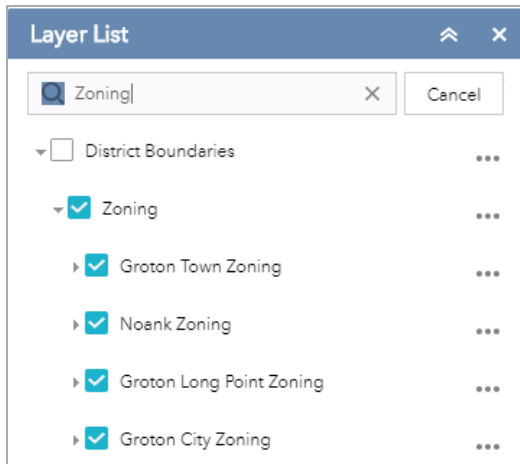 Layer List
Zoning
Cancel
District Boundaries
Zoning
Groton Town Zoning
Noank Zoning
Groton Long Point Zoning
Groton City Zoning